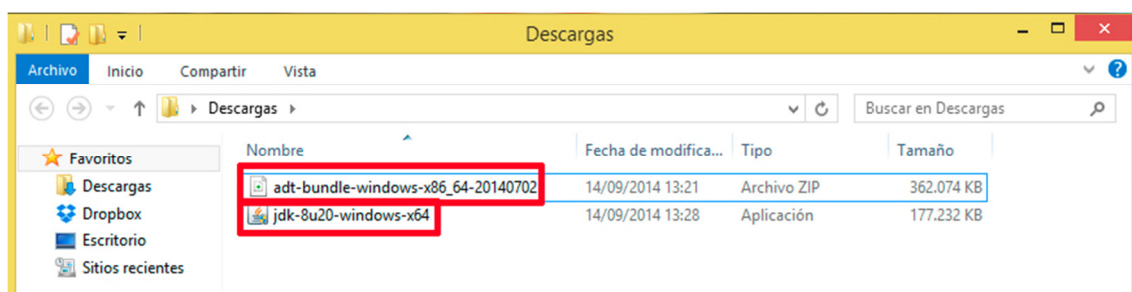 Descargas
Archivo Inicio Compartir Vista
Descargas Buscar en Descargas
Favoritos
Descargas
Dropbox
Escritorio
Sitios recientes
Nombre Fecha de modifica... Tipo Tamaño
adt-bundle-windows-x86_64-20140702 14/09/2014 13:21 Archivo ZIP 362.074 KB
jdk-8u20-windows-x64 14/09/2014 13:28 Aplicación 177.232 KB